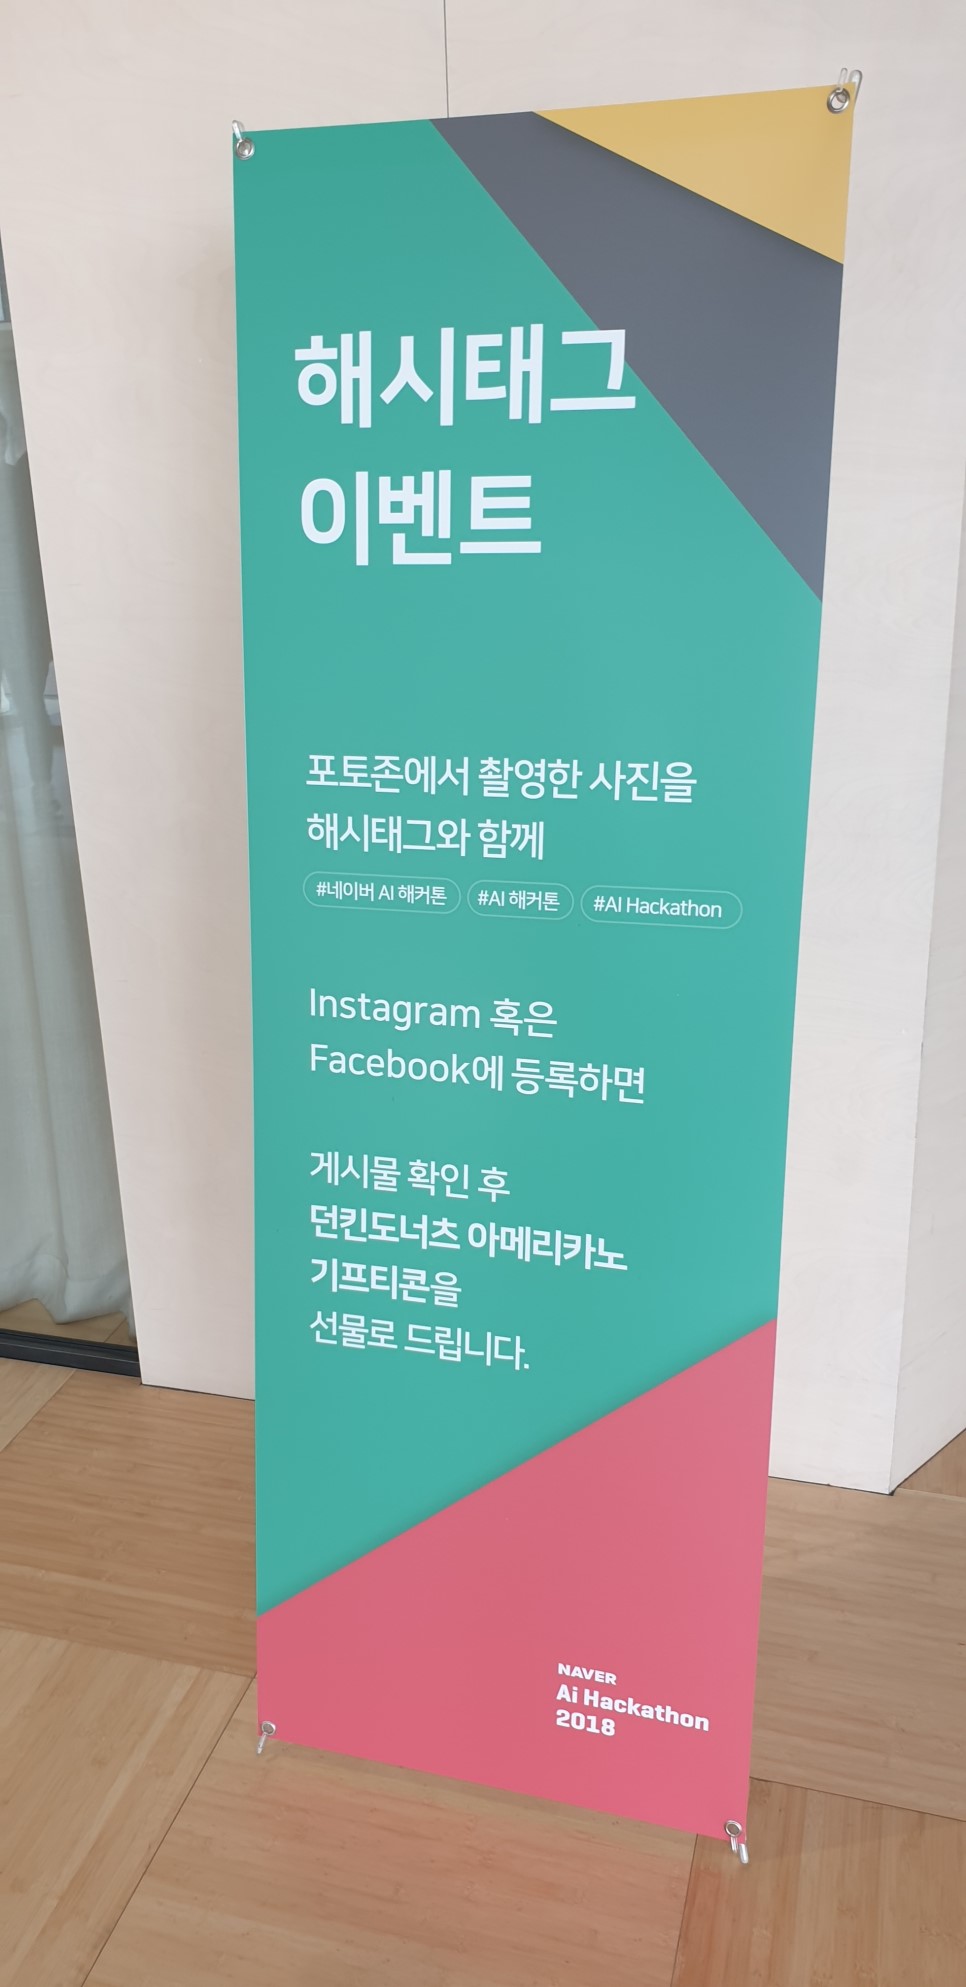 해시태그
이벤트
포토존에서 촬영한 사진을
해시태그와 함께
#네이버 AI 해커톤 #AI 해커톤 #AI Hackathon
Instagram 혹은
Facebook에 등록하면
게시물 확인 후
던킨도너츠 아메리카노
기프티콘을
선물로 드립니다.
NAVER
Ai Hackathon
2018